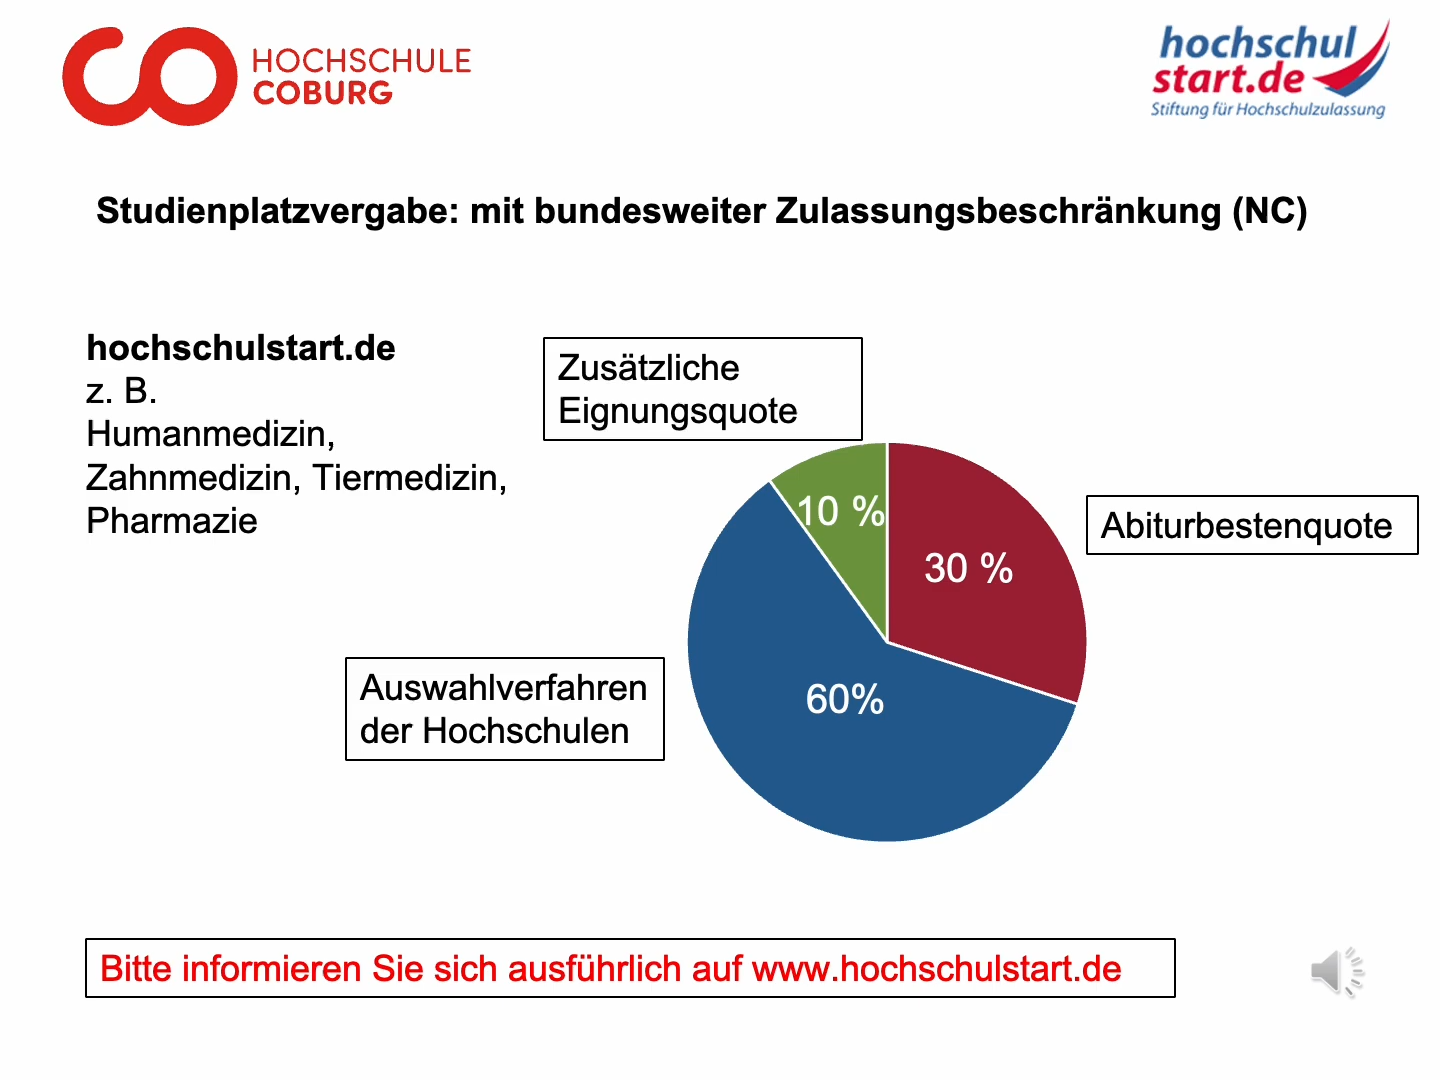 HOCHSCHULE
COBURG
hochschul
start.de
Stiftung für Hochschulzulassung
Studienplatzvergabe: mit bundesweiter Zulassungsbeschränkung (NC)
hochschulstart.de
z. B.
Humanmedizin,
Zahnmedizin, Tiermedizin,
Pharmazie
Zusätzliche
Eignungsquote
10 %
30 %
Abiturbestenquote
60%
Auswahlverfahren
der Hochschulen
Bitte informieren Sie sich ausführlich auf www.hochschulstart.de